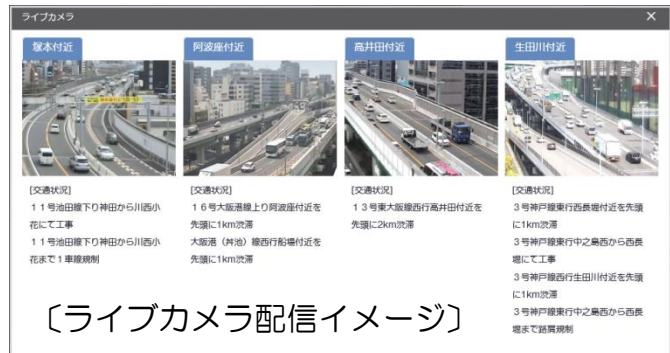 ライブカメラ
×
塚本付近
[交通状況]
11号池田線下り神田から川西小
花にて工事
11号池田線下り神田から川西小
花まで1車線規制
阿波座付近
[交通状況]
16号大阪港線上り阿波座付近を
先頭に1km渋滞
大阪港（丼池）線西行船場付近を
先頭に1km渋滞
高井田付近
[交通状況]
13号東大阪線西行高井田付近を
先頭に2km渋滞
生田川付近
[交通状況]
3号神戸線東行西長堀付近を先頭
に1km渋滞
3号神戸線東行中之島西から西長
堀にて工事
3号神戸線西行生田川付近を先頭
に1km渋滞
3号神戸線東行中之島西から西長
堀まで路肩規制
〔ライブカメラ配信イメージ〕